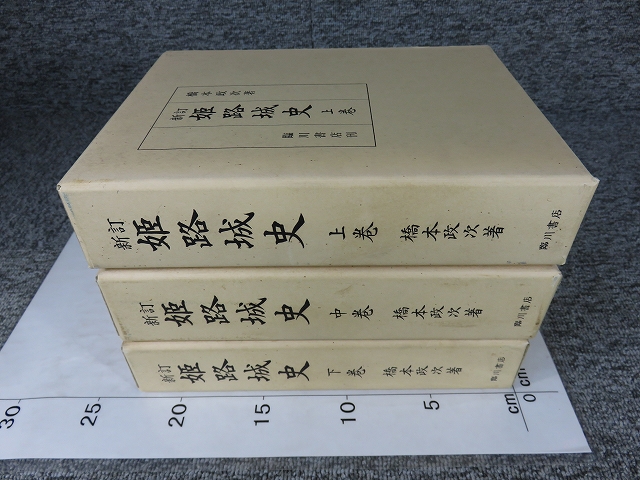 橋本政次著
新訂 姫路城史 上巻
臨川書店刊
新訂 姫路城史 上巻 橋本政次著 臨川書店
新訂 姫路城史 中巻 橋本政次著 臨川書店
新訂 姫路城史 下巻 橋本政次著 臨川書店
30 25 20 15 10 5 0 cm
cm